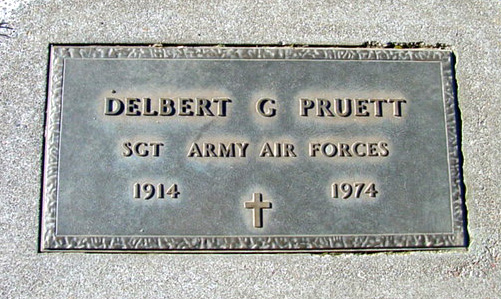 DELBERT G PRUETT
SGT ARMY AIR FORCES
1914 1974